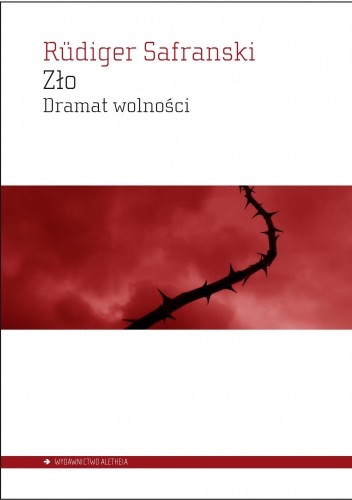 Rüdiger Safranski
Zło
Dramat wolności
WYDAWNICTWO ALETHEIA